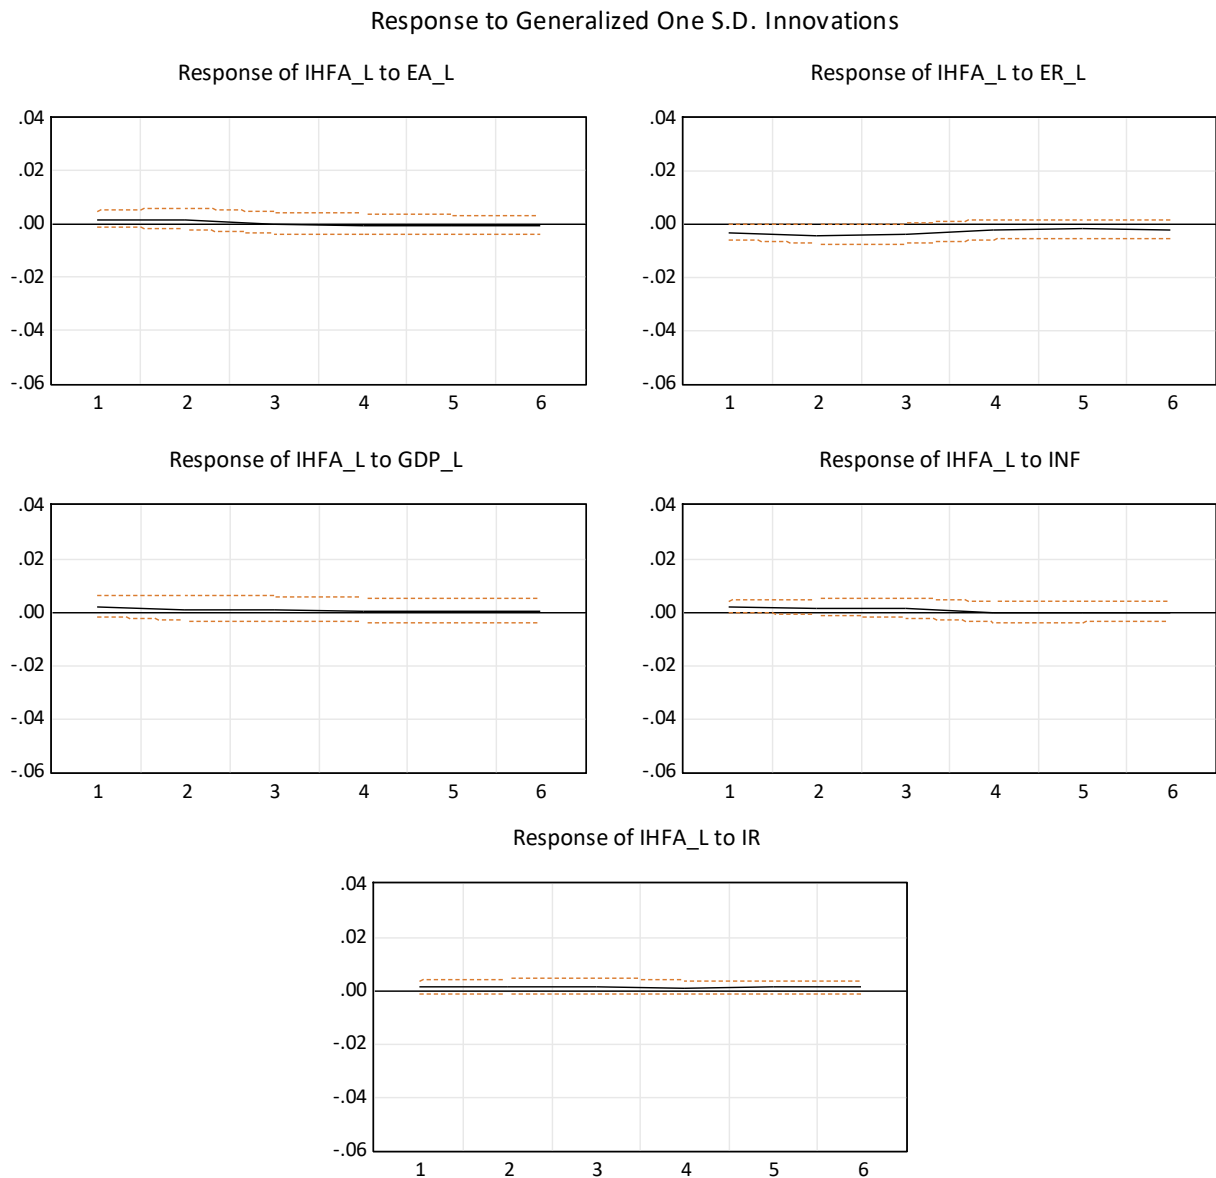 Response to Generalized One S.D. Innovations
Response of IHFA_L to EA_L
.04
.02
.00
-.02
-.04
-.06
1 2 3 4 5 6
Response of IHFA_L to ER_L
.04
.02
.00
-.02
-.04
-.06
1 2 3 4 5 6
Response of IHFA_L to GDP_L
.04
.02
.00
-.02
-.04
-.06
1 2 3 4 5 6
Response of IHFA_L to INF
.04
.02
.00
-.02
-.04
-.06
1 2 3 4 5 6
Response of IHFA_L to IR
.04
.02
.00
-.02
-.04
-.06
1 2 3 4 5 6